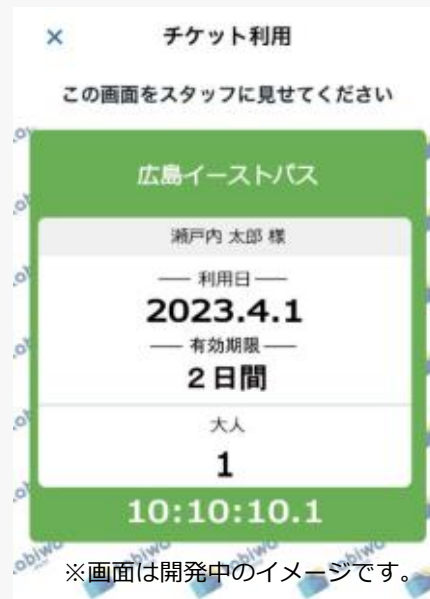 × チケット利用
この画面をスタッフに見せてください
広島イーストパス
瀬戸内 太郎 様
利用日
2023.4.1
有効期限
2日間
大人
1
10:10:10.1
※画面は開発中のイメージです。